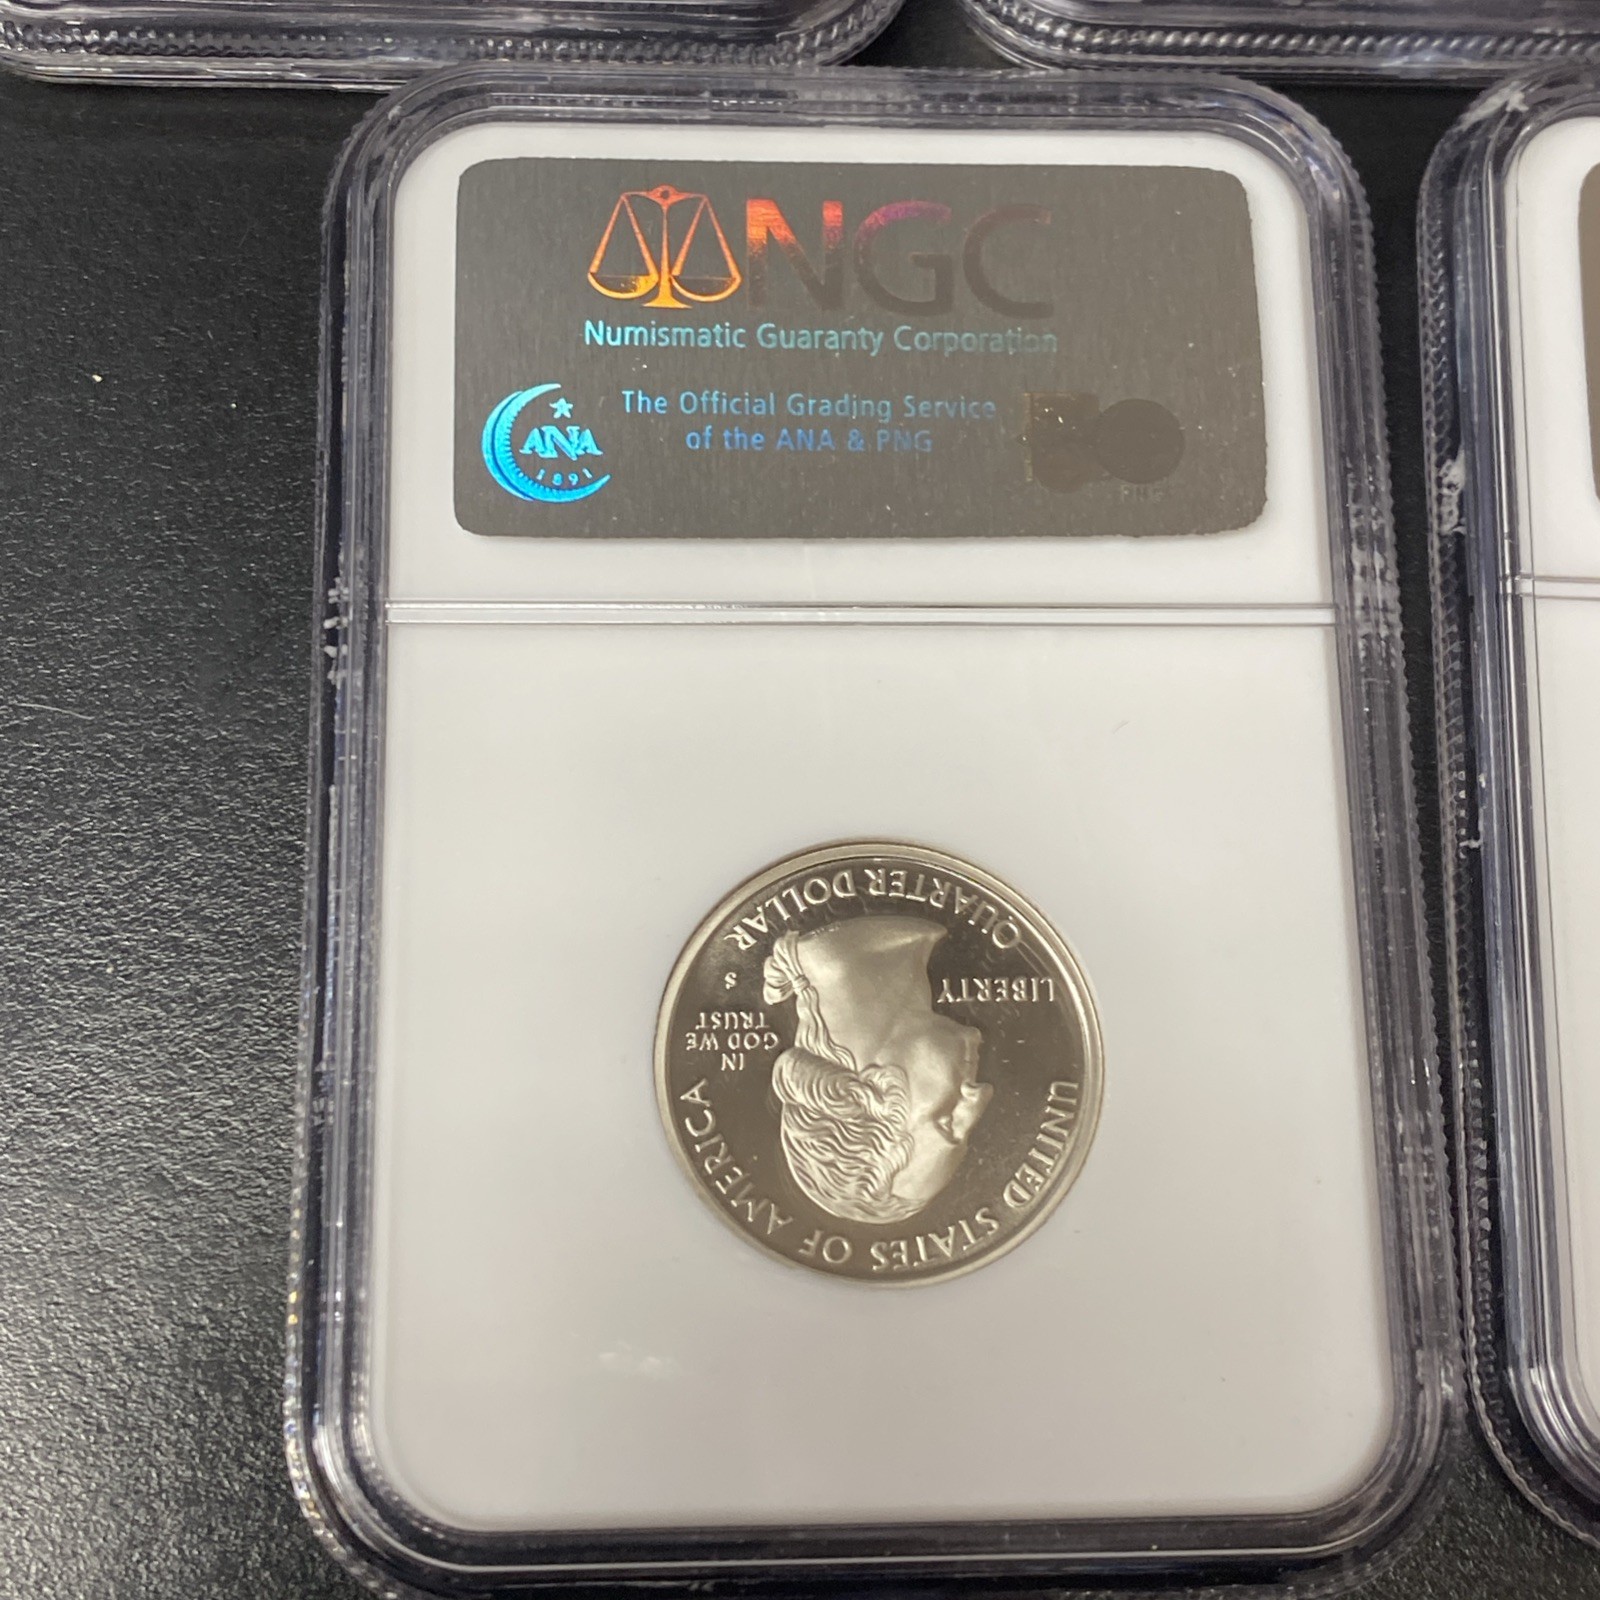 NGC
Numismatic Guaranty Corporation
The Official Grading Service
of the ANA & PNG
ANA
1891
PNG
UNITED STATES OF AMERICA
LIBERTY
IN
GOD WE
TRUST
S
QUARTER DOLLAR